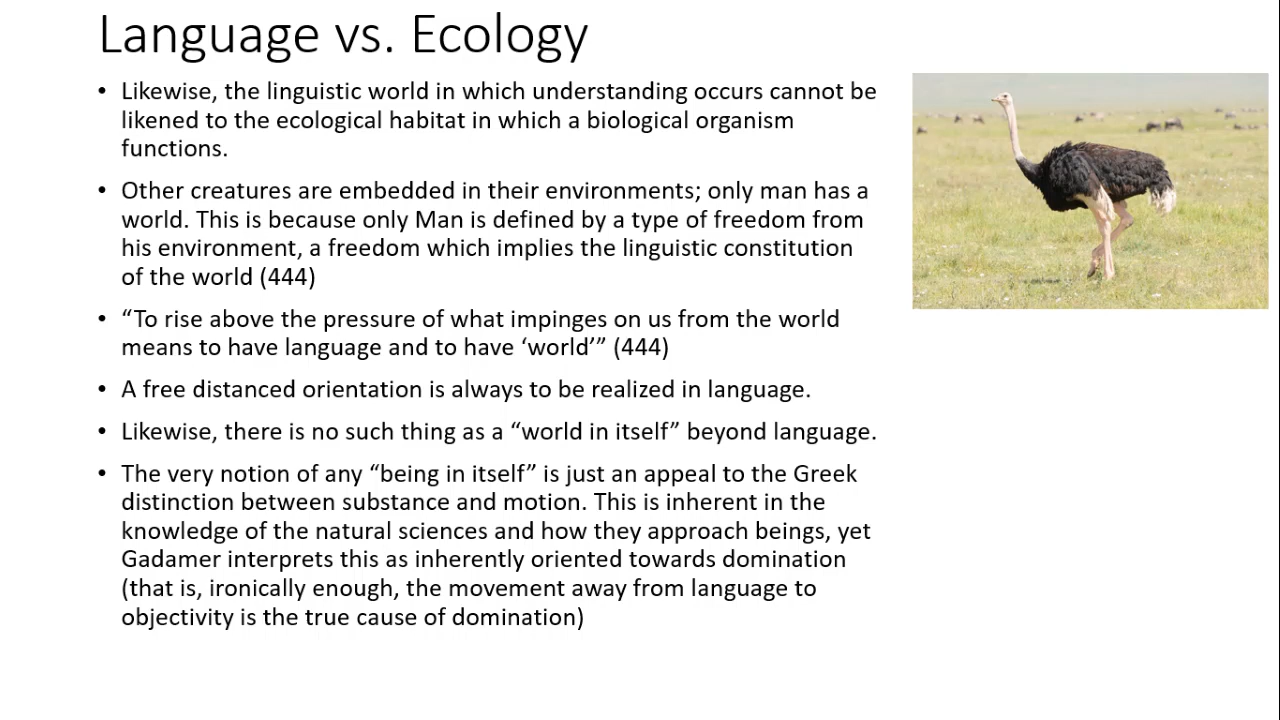 Language vs. Ecology
• Likewise, the linguistic world in which understanding occurs cannot be
likened to the ecological habitat in which a biological organism
functions.
• Other creatures are embedded in their environments; only man has a
world. This is because only Man is defined by a type of freedom from
his environment, a freedom which implies the linguistic constitution
of the world (444)
• “To rise above the pressure of what impinges on us from the world
means to have language and to have ‘world’” (444)
• A free distanced orientation is always to be realized in language.
• Likewise, there is no such thing as a “world in itself” beyond language.
• The very notion of any “being in itself” is just an appeal to the Greek
distinction between substance and motion. This is inherent in the
knowledge of the natural sciences and how they approach beings, yet
Gadamer interprets this as inherently oriented towards domination
(that is, ironically enough, the movement away from language to
objectivity is the true cause of domination)